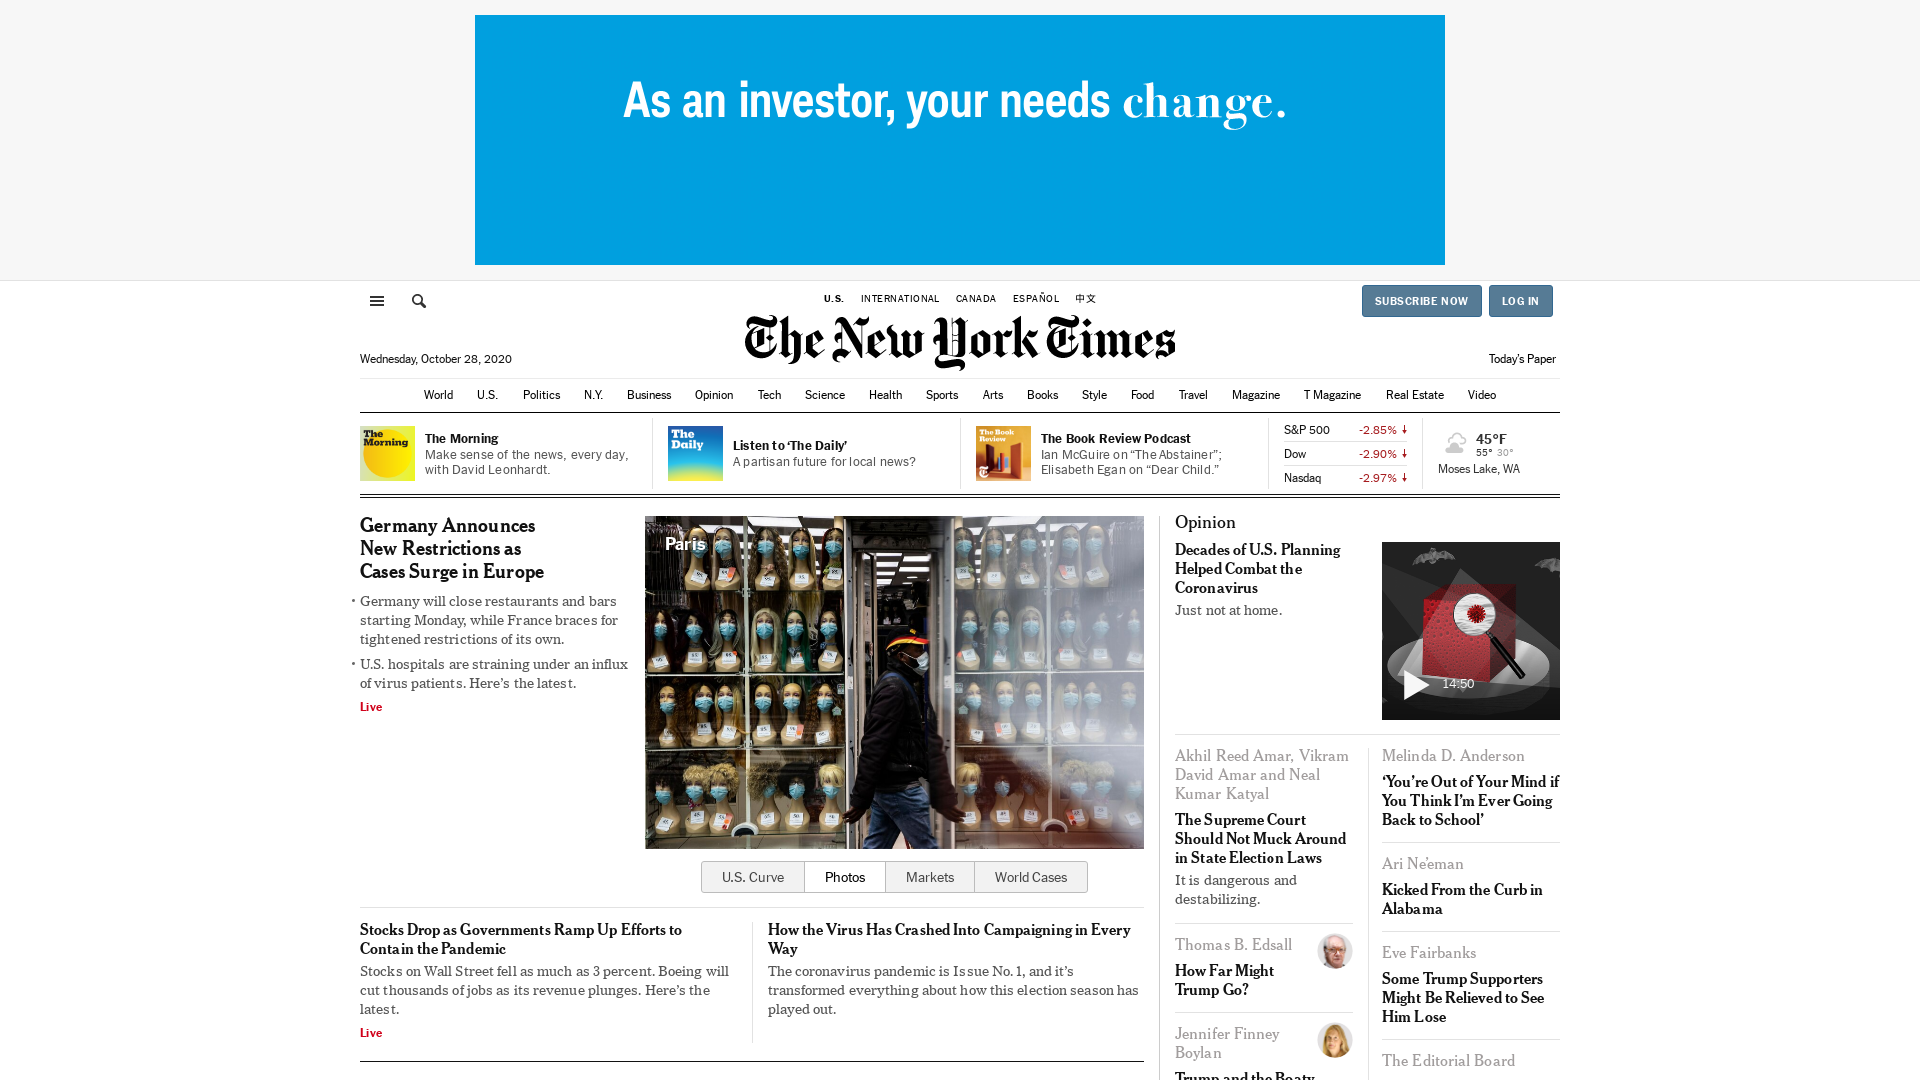 As an investor, your needs change.
U.S.
INTERNATIONAL
CANADA
ESPAÑOL
中文
SUBSCRIBE NOW
LOG IN
The New York Times
Wednesday, October 28, 2020
Today's Paper
World
U.S.
Politics
N.Y.
Business
Opinion
Tech
Science
Health
Sports
Arts
Books
Style
Food
Travel
Magazine
T Magazine
Real Estate
Video
The Morning
The Morning
Make sense of the news, every day,
with David Leonhardt.
The Daily
Listen to ‘The Daily’
A partisan future for local news?
The Book Review
The Book Review Podcast
Ian McGuire on “The Abstainer”;
Elisabeth Egan on “Dear Child.”
S&P 500 -2.85%
Dow -2.90%
Nasdaq -2.97%
45°F
55° 30°
Moses Lake, WA
Germany Announces
New Restrictions as
Cases Surge in Europe
• Germany will close restaurants and bars
starting Monday, while France braces for
tightened restrictions of its own.
• U.S. hospitals are straining under an influx
of virus patients. Here’s the latest.
Live
Paris
U.S. Curve
Photos
Markets
World Cases
Stocks Drop as Governments Ramp Up Efforts to
Contain the Pandemic
Stocks on Wall Street fell as much as 3 percent. Boeing will
cut thousands of jobs as its revenue plunges. Here’s the
latest.
Live
How the Virus Has Crashed Into Campaigning in Every
Way
The coronavirus pandemic is Issue No. 1, and it’s
transformed everything about how this election season has
played out.
Opinion
Decades of U.S. Planning
Helped Combat the
Coronavirus
Just not at home.
14:50
Akhil Reed Amar, Vikram
David Amar and Neal
Kumar Katyal
The Supreme Court
Should Not Muck Around
in State Election Laws
It is dangerous and
destabilizing.
Thomas B. Edsall
How Far Might
Trump Go?
Jennifer Finney
Boylan
Trump and the Boaty
Melinda D. Anderson
‘You’re Out of Your Mind if
You Think I’m Ever Going
Back to School’
Ari Ne’eman
Kicked From the Curb in
Alabama
Eve Fairbanks
Some Trump Supporters
Might Be Relieved to See
Him Lose
The Editorial Board